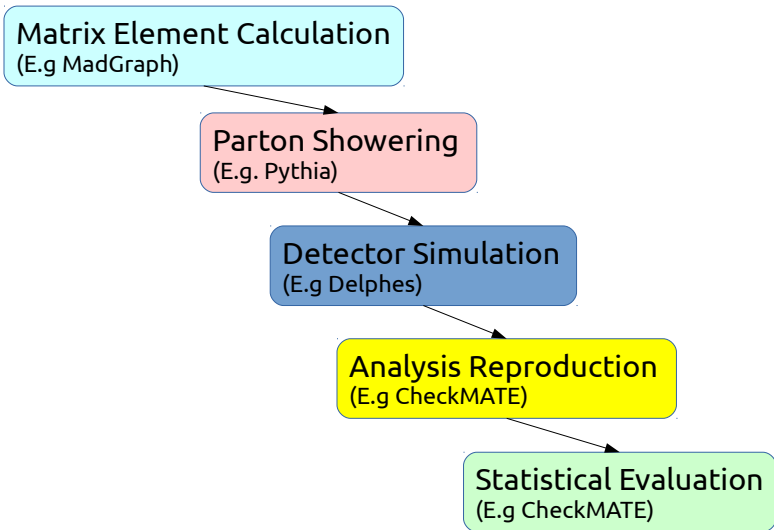 Matrix Element Calculation
(E.g MadGraph)
Parton Showering
(E.g. Pythia)
Detector Simulation
(E.g Delphes)
Analysis Reproduction
(E.g CheckMATE)
Statistical Evaluation
(E.g CheckMATE)